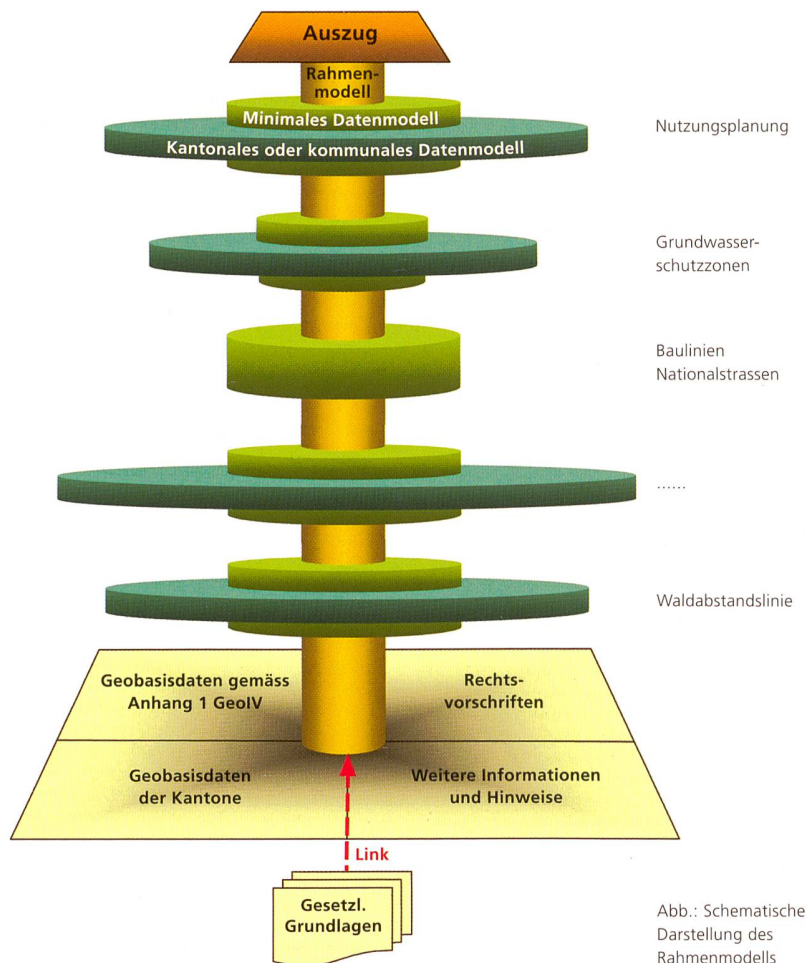 Auszug
Rahmen-
modell
Minimales Datenmodell
Kantonales oder kommunales Datenmodell
Nutzungsplanung
Grundwasser-
schutzzonen
Baulinien
Nationalstrassen
......
Waldabstandslinie
Geobasisdaten gemäss
Anhang 1 GeoIV
Rechts-
vorschriften
Geobasisdaten
der Kantone
Weitere Informationen
und Hinweise
Link
Gesetzl.
Grundlagen
Abb.: Schematische
Darstellung des
Rahmenmodells